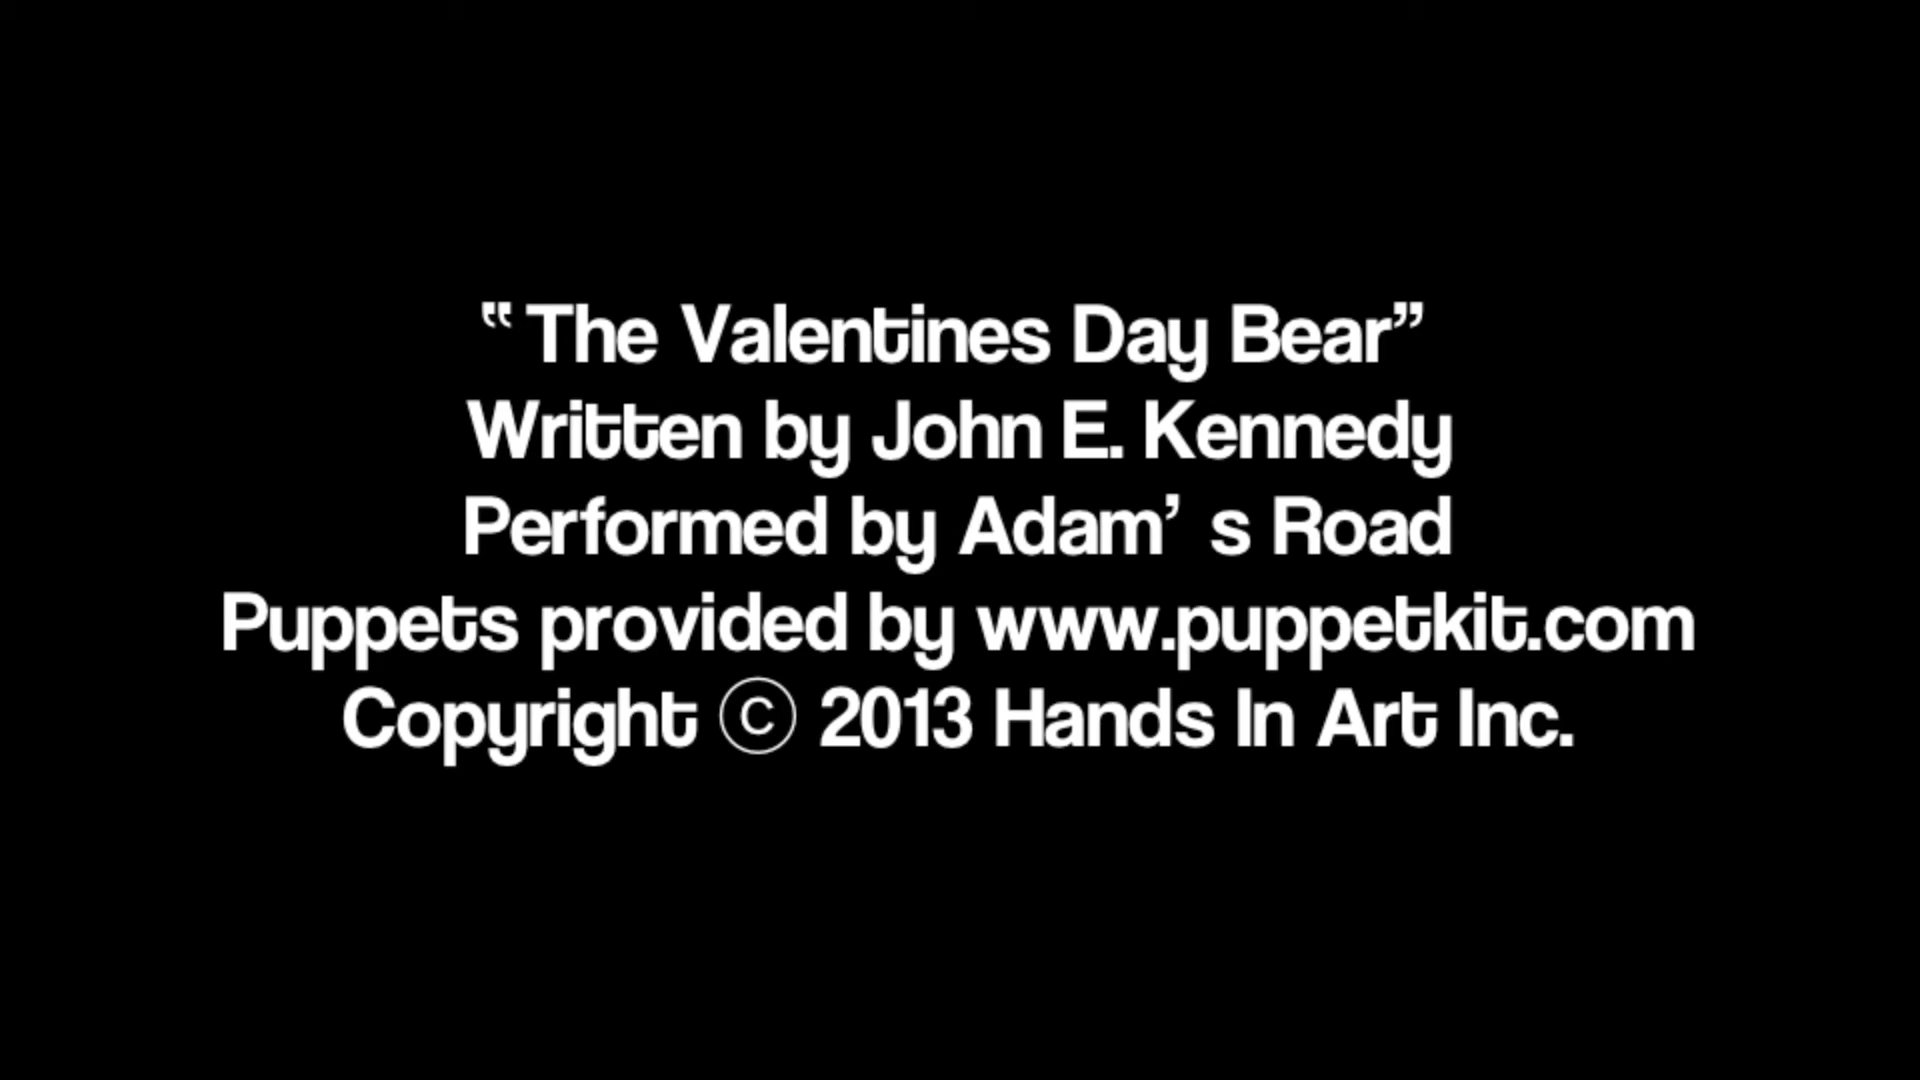 “The Valentines Day Bear”
Written by John E. Kennedy
Performed by Adam’ s Road
Puppets provided by www.puppetkit.com
Copyright © 2013 Hands In Art Inc.